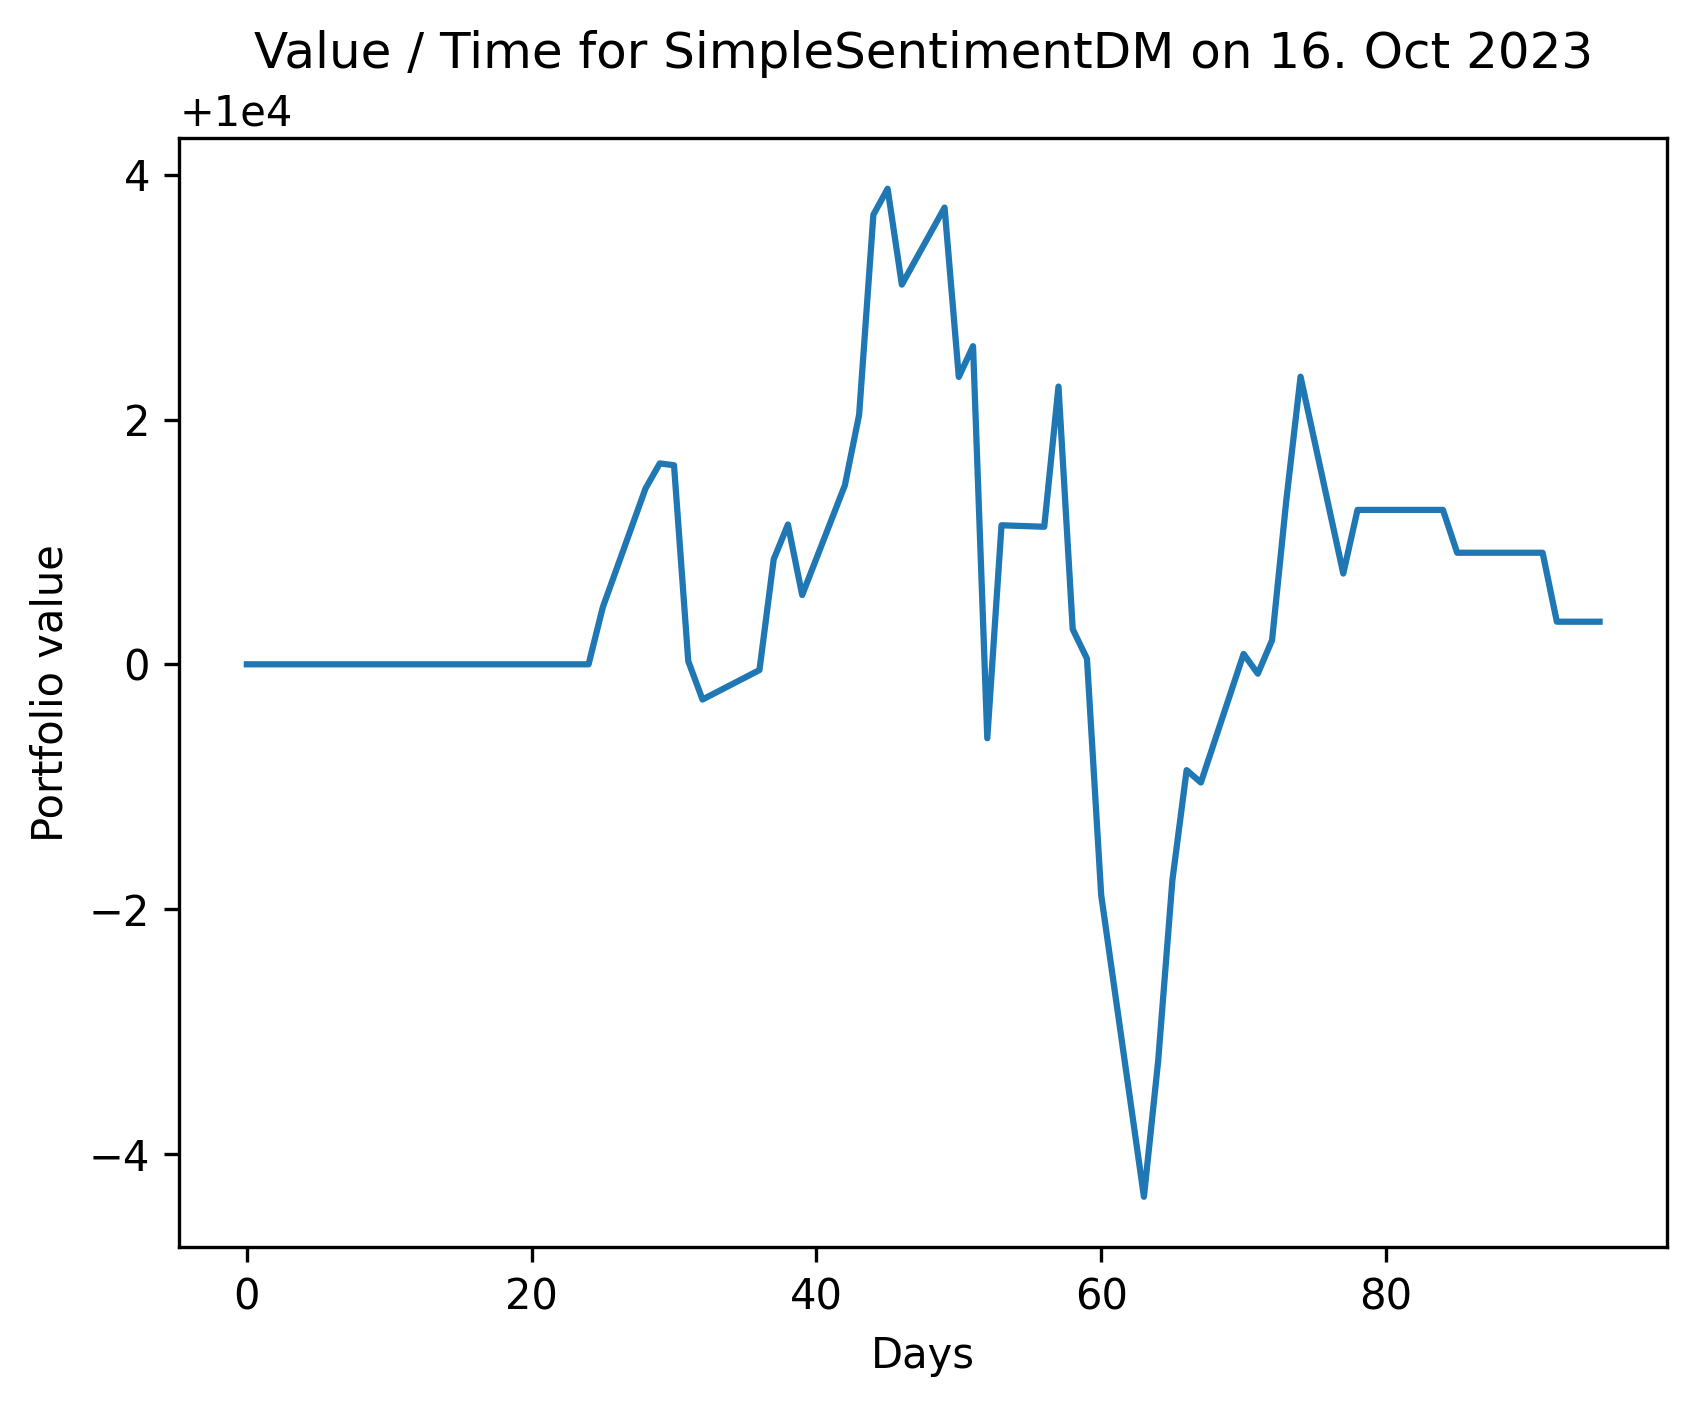 Value / Time for SimpleSentimentDM on 16. Oct 2023
+1e4
4
2
0
−2
−4
Portfolio value
0 20 40 60 80
Days